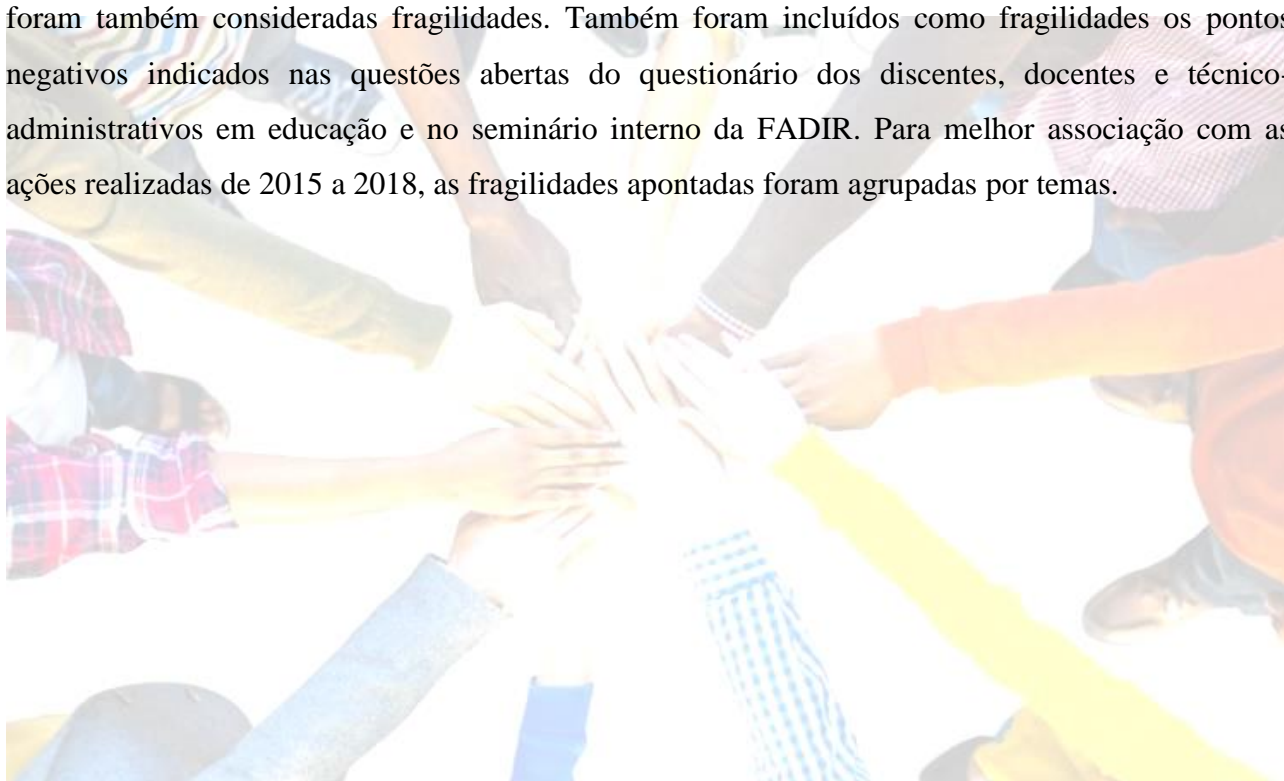 foram também consideradas fragilidades. Também foram incluídos como fragilidades os pontos
negativos indicados nas questões abertas do questionário dos discentes, docentes e técnico-
administrativos em educação e no seminário interno da FADIR. Para melhor associação com as
ações realizadas de 2015 a 2018, as fragilidades apontadas foram agrupadas por temas.